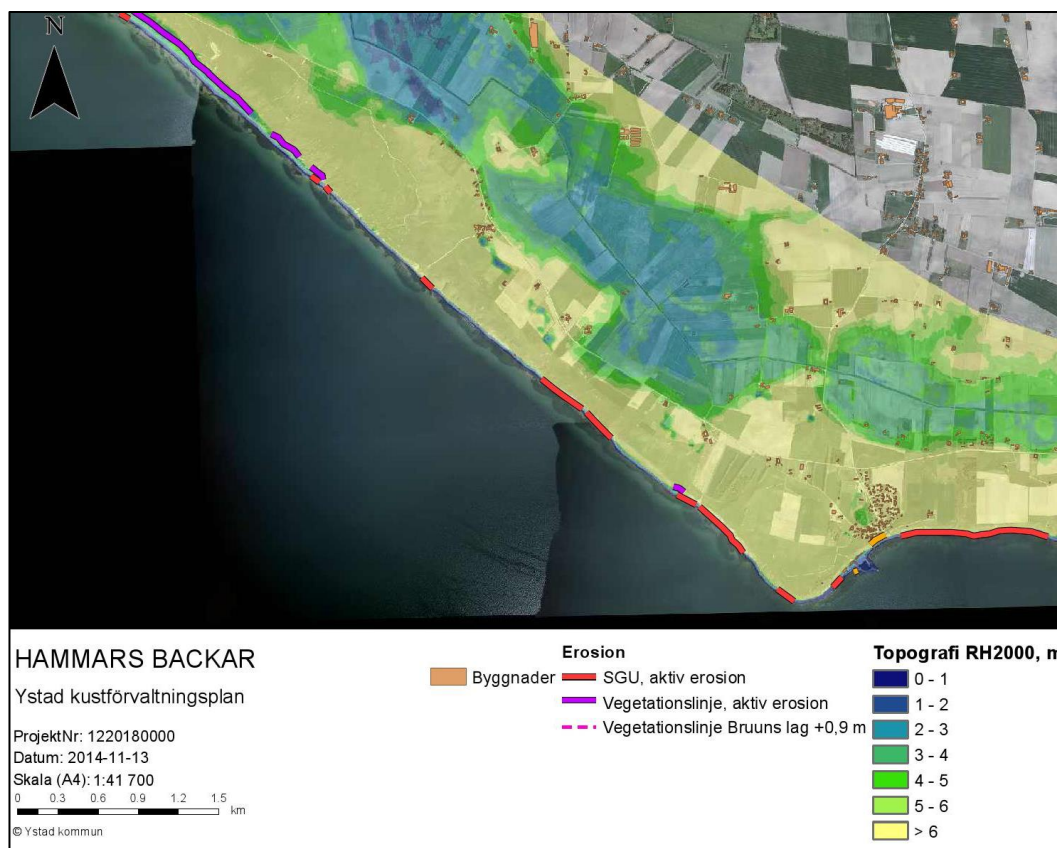 N
HAMMARS BACKAR
Ystad kustförvaltningsplan
ProjektNr: 1220180000
Datum: 2014-11-13
Skala (A4): 1:41 700
0 0.3 0.6 0.9 1.2 1.5
km
© Ystad kommun
Byggnader
Erosion
SGU, aktiv erosion
Vegetationslinje, aktiv erosion
Vegetationslinje Bruuns lag +0,9 m
Topografi RH2000, m
0 - 1
1 - 2
2 - 3
3 - 4
4 - 5
5 - 6
> 6